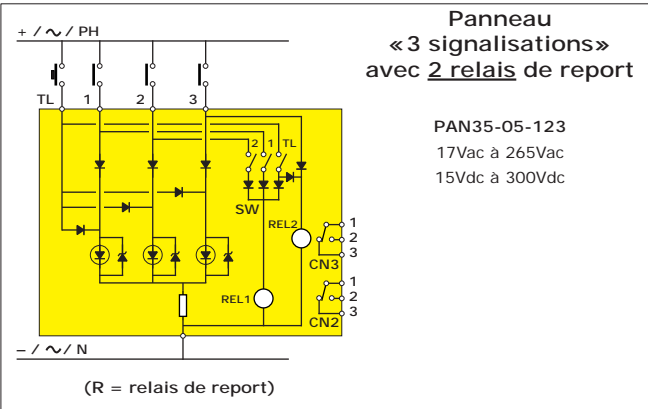 Panneau
«3 signalisations»
avec 2 relais de report
PAN35-05-123
17Vac à 265Vac
15Vdc à 300Vdc
+ / ∿ / PH
TL 1 2 3
2 1 TL
SW
REL2
REL1
1
2
3
CN3
1
2
3
CN2
– / ∿ / N
(R = relais de report)